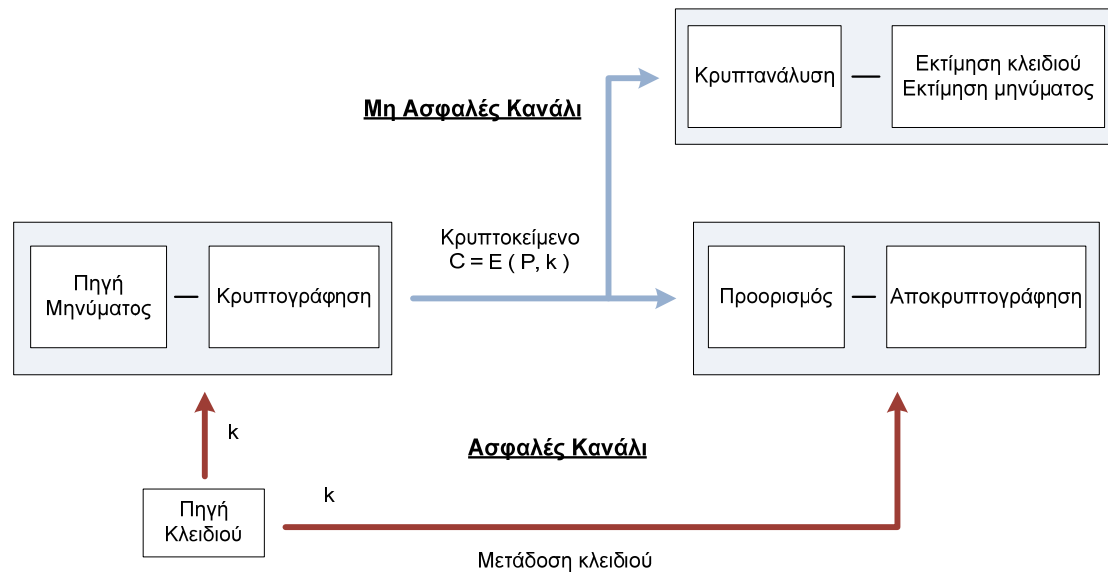 Κρυπτανάλυση
Εκτίμηση κλειδιού
Εκτίμηση μηνύματος
Μη Ασφαλές Κανάλι
Κρυπτοκείμενο
C = E ( P, k )
Πηγή
Μηνύματος
Κρυπτογράφηση
Προορισμός
Αποκρυπτογράφηση
k
Ασφαλές Κανάλι
k
Πηγή
Κλειδιού
Μετάδοση κλειδιού